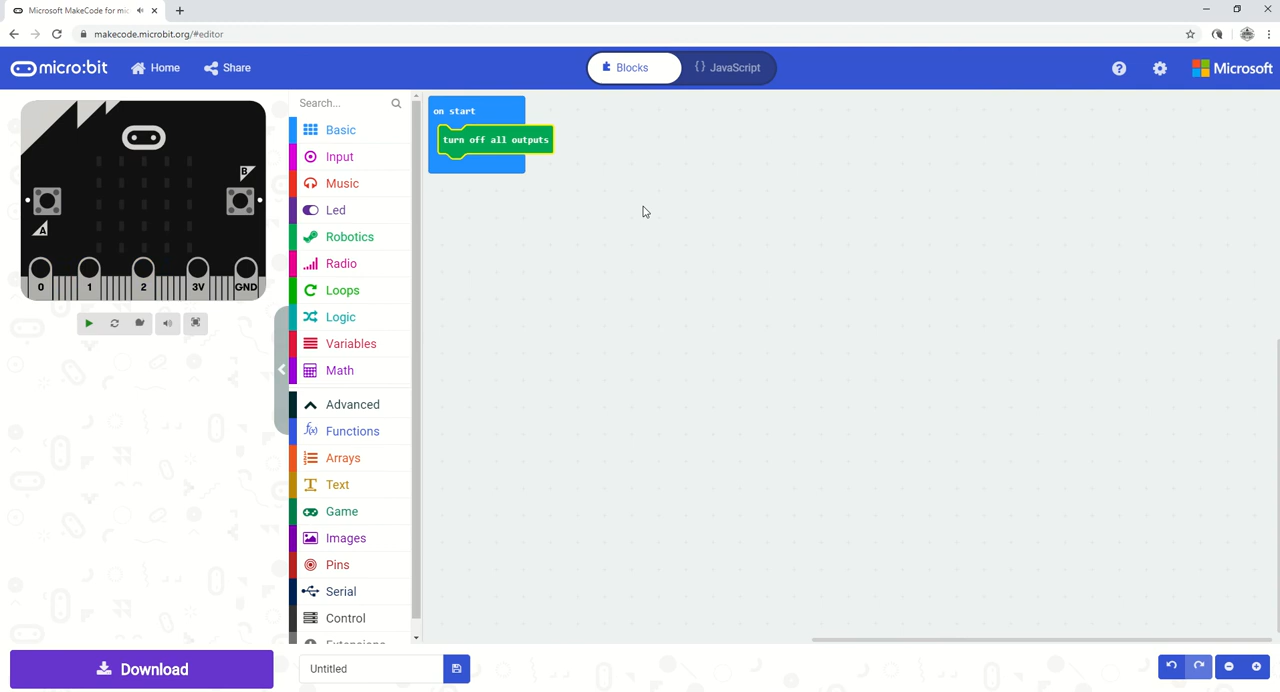 Microsoft MakeCode for mic
makecode.microbit.org/#editor
micro:bit
Home
Share
Blocks
{ } JavaScript
?
Microsoft
Search...
Basic
Input
Music
Led
Robotics
Radio
Loops
Logic
Variables
Math
Advanced
f(x) Functions
Arrays
T Text
Game
Images
Pins
Serial
Control
Extensions
on start
turn off all outputs
B
A
0 1 2 3V GND
Download
Untitled